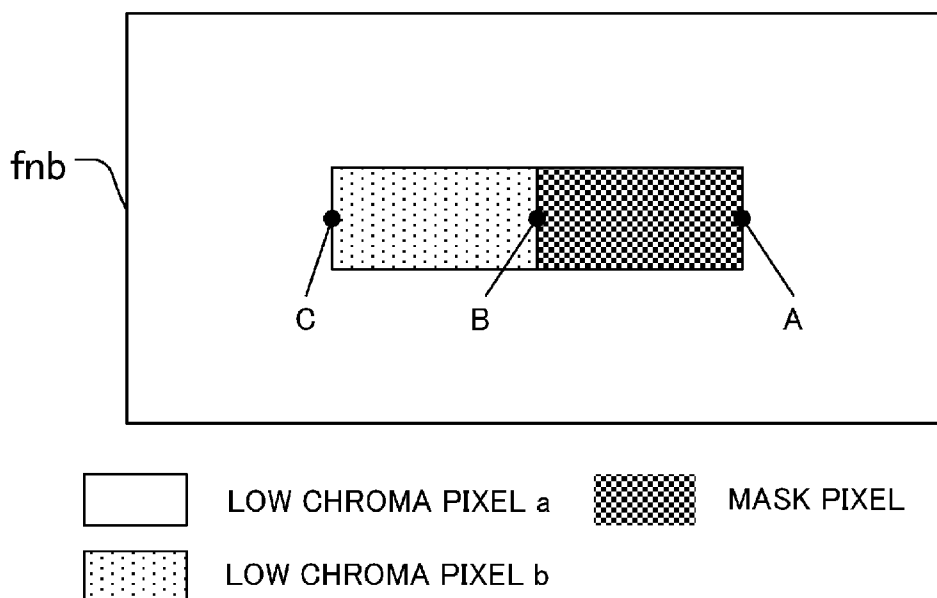 fnb
C
B
A
LOW CHROMA PIXEL a
MASK PIXEL
LOW CHROMA PIXEL b